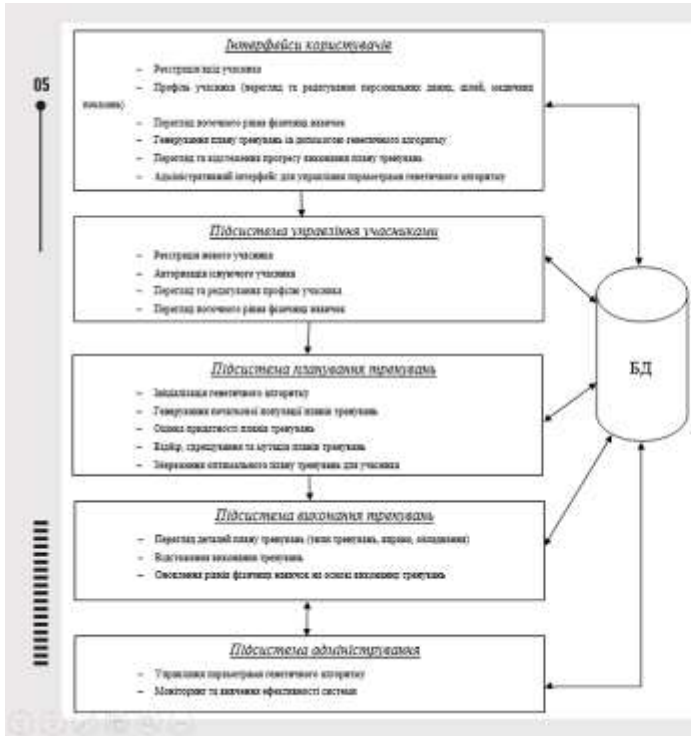 05
Інтерфейси користувачів
– Реєстрація/вхід учасника
– Профіль учасника (перегляд та редагування персональних даних, цілей, медичних
показань)
– Перегляд поточного рівня фізичних навичок
– Генерування плану тренувань за допомогою генетичного алгоритму
– Перегляд та відстеження прогресу виконання плану тренувань
– Адміністративний інтерфейс для управління параметрами генетичного алгоритму
Підсистема управління учасниками
– Реєстрація нового учасника
– Авторизація існуючого учасника
– Перегляд та редагування профілю учасника
– Перегляд поточного рівня фізичних навичок
БД
Підсистема планування тренувань
– Ініціалізація генетичного алгоритму
– Генерування початкової популяції планів тренувань
– Оцінка придатності планів тренувань
– Відбір, схрещування та мутація планів тренувань
– Збереження оптимального плану тренувань для учасника
Підсистема виконання тренувань
– Перегляд деталей плану тренувань (типи тренувань, вправи, обладнання)
– Відстеження виконання тренувань
– Оновлення рівнів фізичних навичок на основі виконаних тренувань
Підсистема адміністрування
– Управління параметрами генетичного алгоритму
– Моніторинг та вивчення ефективності системи